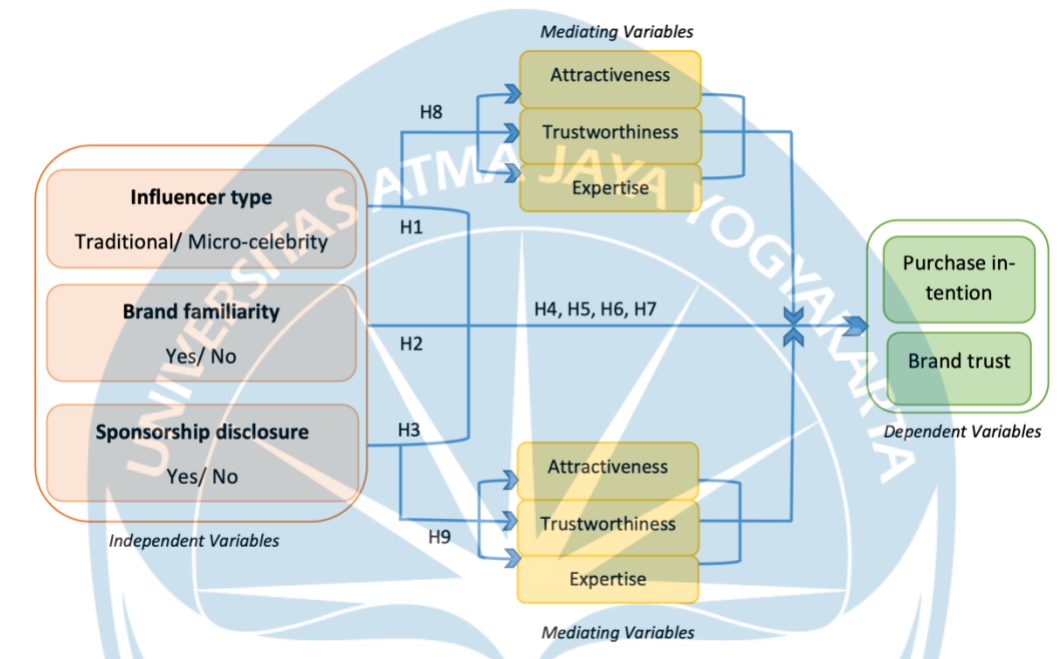 Mediating Variables
Attractiveness
Trustworthiness
Expertise
H8
UNIVERSITAS ATMA JAYA YOGYAKARTA
Influencer type
Traditional/ Micro-celebrity
H1
Brand familiarity
Yes/ No
H2
H4, H5, H6, H7
Purchase in-
tention
Brand trust
Dependent Variables
Sponsorship disclosure
Yes/ No
H3
Independent Variables
Attractiveness
Trustworthiness
Expertise
H9
Mediating Variables